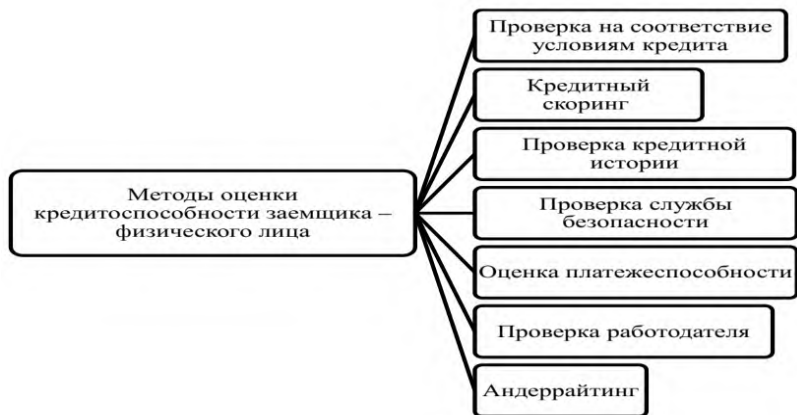 Проверка на соответствие
условиям кредита
Кредитный
скоринг
Проверка кредитной
истории
Методы оценки
кредитоспособности заемщика –
физического лица
Проверка службы
безопасности
Оценка платежеспособности
Проверка работодателя
Андеррайтинг